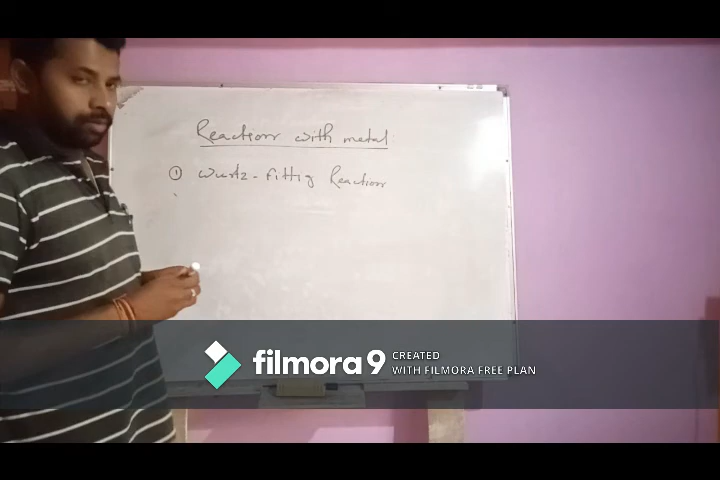 Reaction with metal
① Wurtz-fittig Reaction
filmora 9 CREATED
WITH FILMORA FREE PLAN